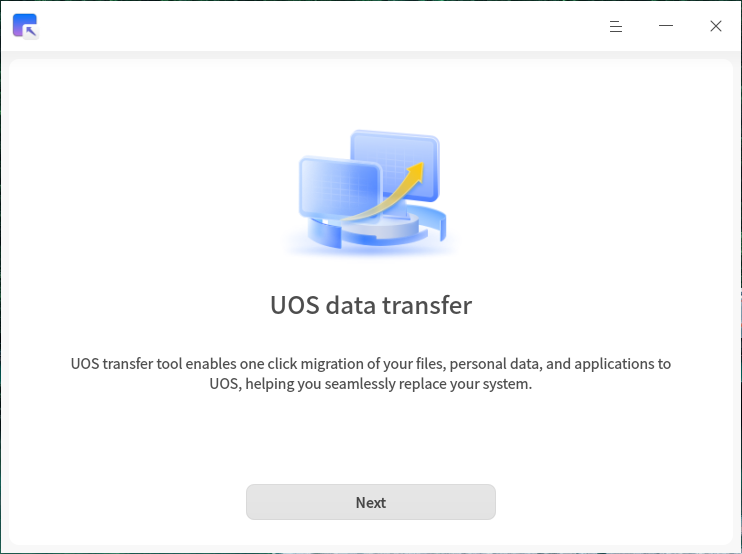 UOS data transfer
UOS transfer tool enables one click migration of your files, personal data, and applications to
UOS, helping you seamlessly replace your system.
Next